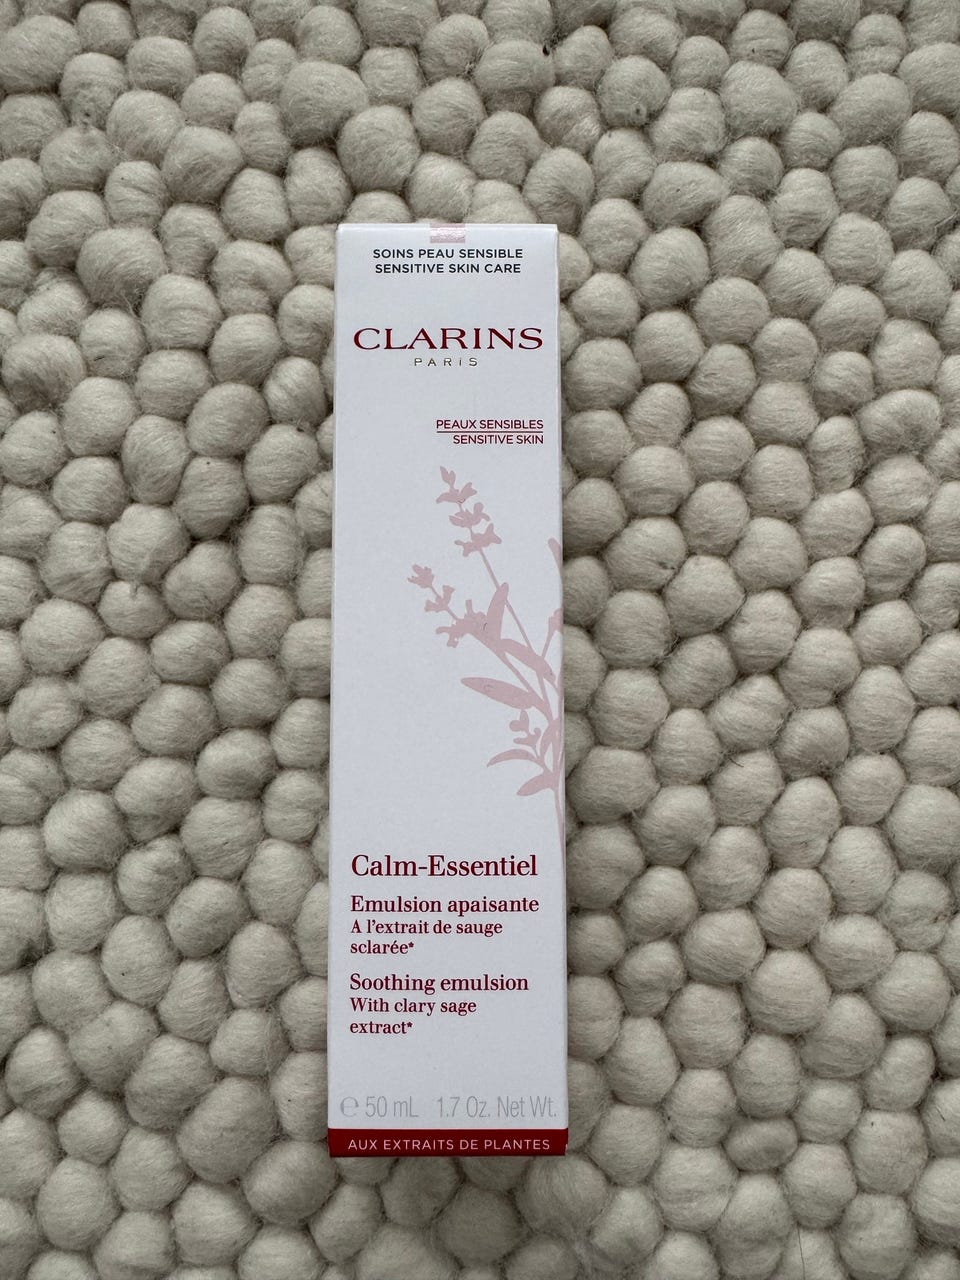 SOINS PEAU SENSIBLE
SENSITIVE SKIN CARE
CLARINS
PARIS
PEAUX SENSIBLES
SENSITIVE SKIN
Calm-Essentiel
Emulsion apaisante
A l'extrait de sauge
sclarée*
Soothing emulsion
With clary sage
extract*
℮ 50 mL 1.7 Oz. Net Wt.
AUX EXTRAITS DE PLANTES